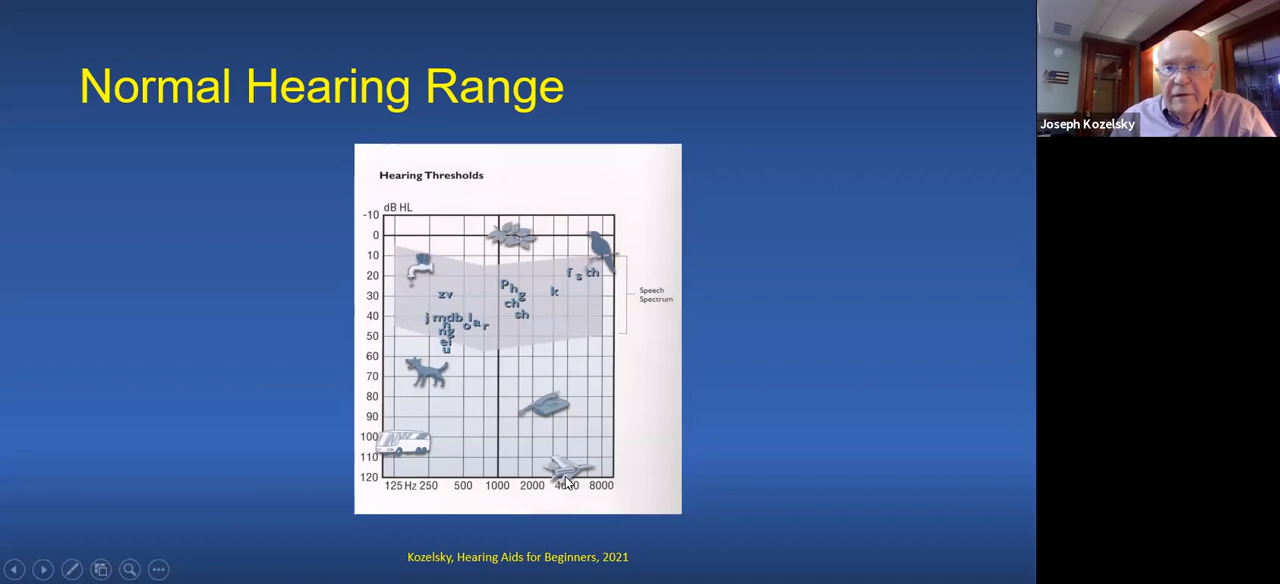 Normal Hearing Range
Joseph Kozelsky
Hearing Thresholds
dB HL
-10
0
10
20
30
40
50
60
70
80
90
100
110
120
f s th
z v
P h g
k
ch
sh
j m d b l
n o a r
ng
e i
u
Speech
Spectrum
125 Hz 250 500 1000 2000 4000 8000
Kozelsky, Hearing Aids for Beginners, 2021